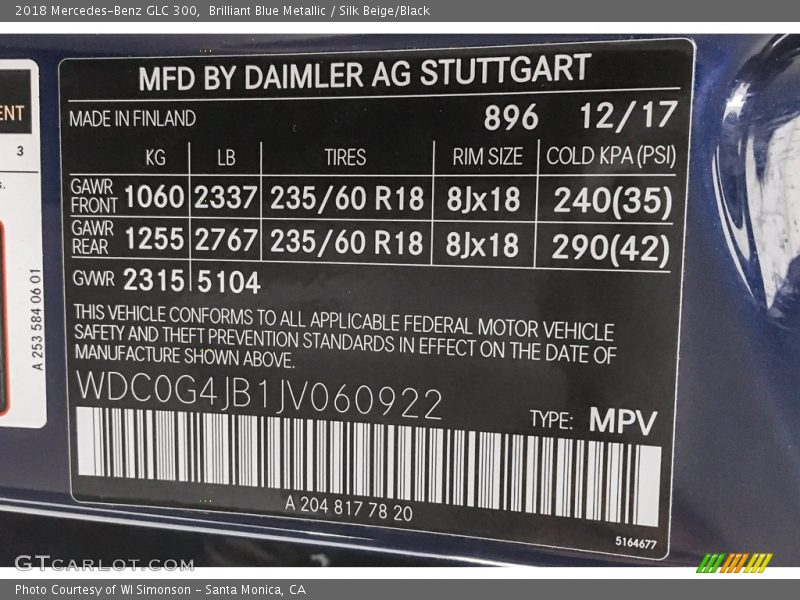 2018 Mercedes-Benz GLC 300,  Brilliant Blue Metallic / Silk Beige/Black
ENT
3
s.
A 253 584 06 01
MFD BY DAIMLER AG STUTTGART
MADE IN FINLAND 896 12/17
KG LB TIRES RIM SIZE COLD KPA (PSI)
GAWR FRONT 1060 2337 235/60 R18 8Jx18 240(35)
GAWR REAR 1255 2767 235/60 R18 8Jx18 290(42)
GVWR 2315 5104
THIS VEHICLE CONFORMS TO ALL APPLICABLE FEDERAL MOTOR VEHICLE
SAFETY AND THEFT PREVENTION STANDARDS IN EFFECT ON THE DATE OF
MANUFACTURE SHOWN ABOVE.
WDC0G4JB1JV060922
TYPE: MPV
A 204 817 78 20
5164677
GTCARLOT.COM
Photo Courtesy of WI Simonson - Santa Monica, CA